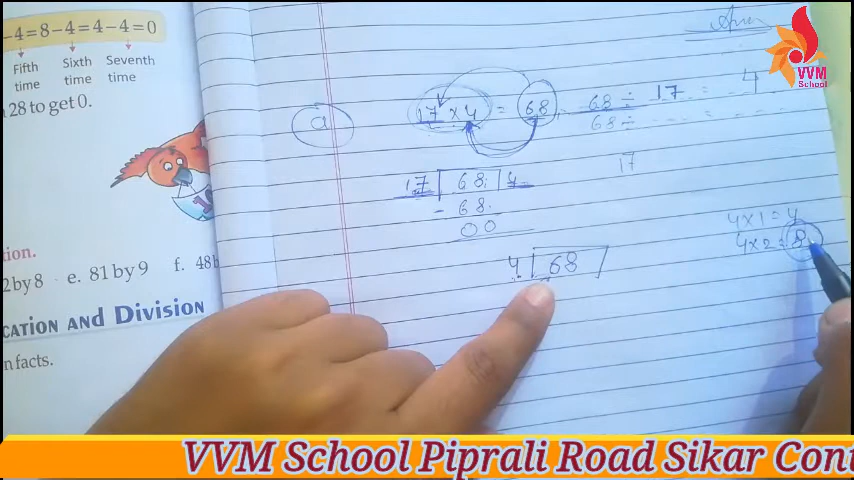 -4=8-4=4-4=0
Fifth time
Sixth time
Seventh time
28 to get 0.
tion.
2 by 8 e. 81 by 9 f. 48 b
ICATION AND DIVISION
n facts.
a
17 × 4 = 68
68 ÷ 17 = 4
68 ÷
17
17 68 4
- 68
00
4 68
4 × 1 = 4
4 × 2 = 8
VVM
School
VVM School Piprali Road Sikar Cont